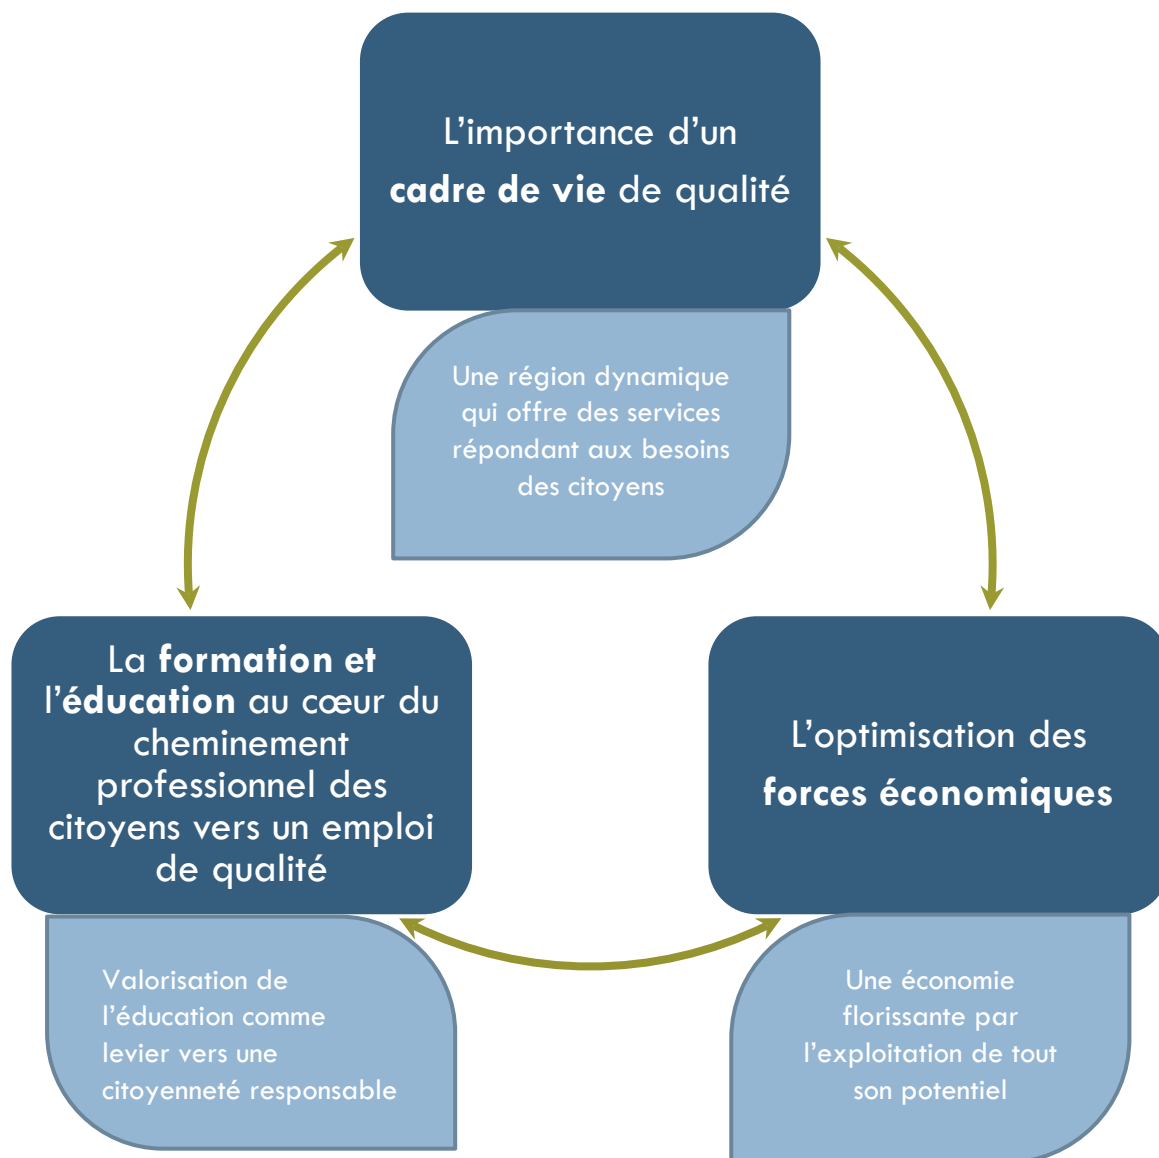 L’importance d’un
cadre de vie de qualité
Une région dynamique
qui offre des services
répondant aux besoins
des citoyens
La formation et
l’éducation au cœur du
cheminement
professionnel des
citoyens vers un emploi
de qualité
Valorisation de
l’éducation comme
levier vers une
citoyenneté responsable
L’optimisation des
forces économiques
Une économie
florissante par
l’exploitation de tout
son potentiel